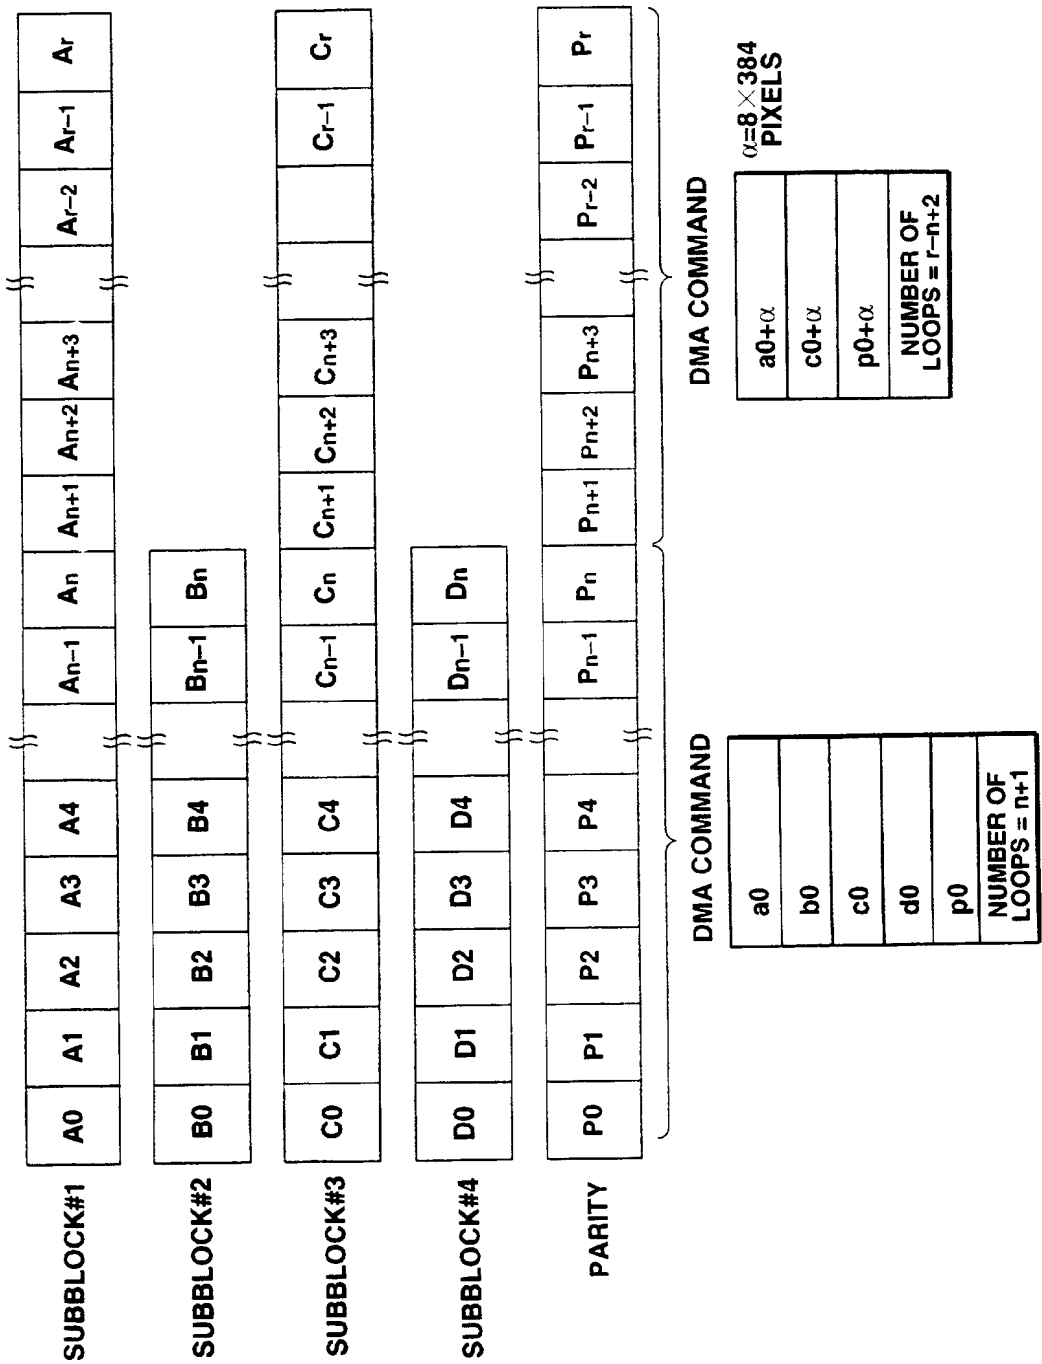 SUBBLOCK#1
A0 A1 A2 A3 A4 An−1 An An+1 An+2 An+3 Ar−2 Ar−1 Ar
SUBBLOCK#2
B0 B1 B2 B3 B4 Bn−1 Bn
SUBBLOCK#3
C0 C1 C2 C3 C4 Cn−1 Cn Cn+1 Cn+2 Cn+3 Cr−1 Cr
SUBBLOCK#4
D0 D1 D2 D3 D4 Dn−1 Dn
PARITY
P0 P1 P2 P3 P4 Pn−1 Pn Pn+1 Pn+2 Pn+3 Pr−2 Pr−1 Pr
DMA COMMAND
a0
b0
c0
d0
p0
NUMBER OF
LOOPS = n+1
DMA COMMAND
a0+α
c0+α
p0+α
NUMBER OF
LOOPS = r−n+2
α=8×384
PIXELS